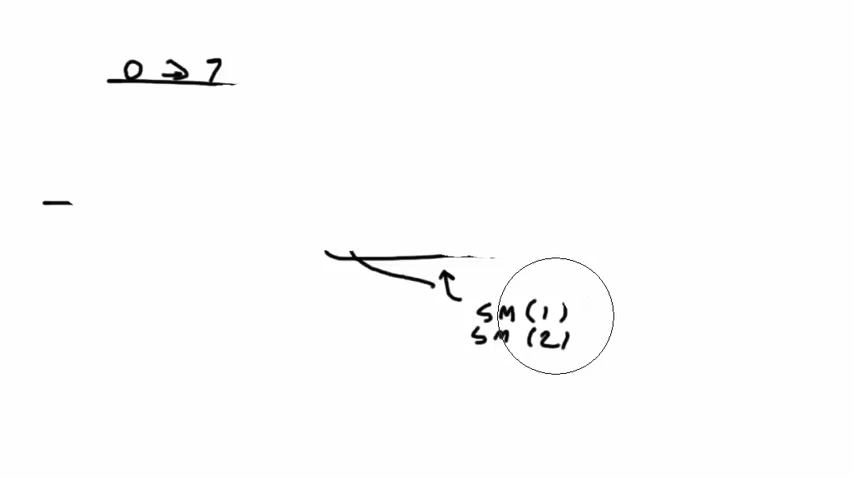 0 → 7
SM(1)
SM(2)